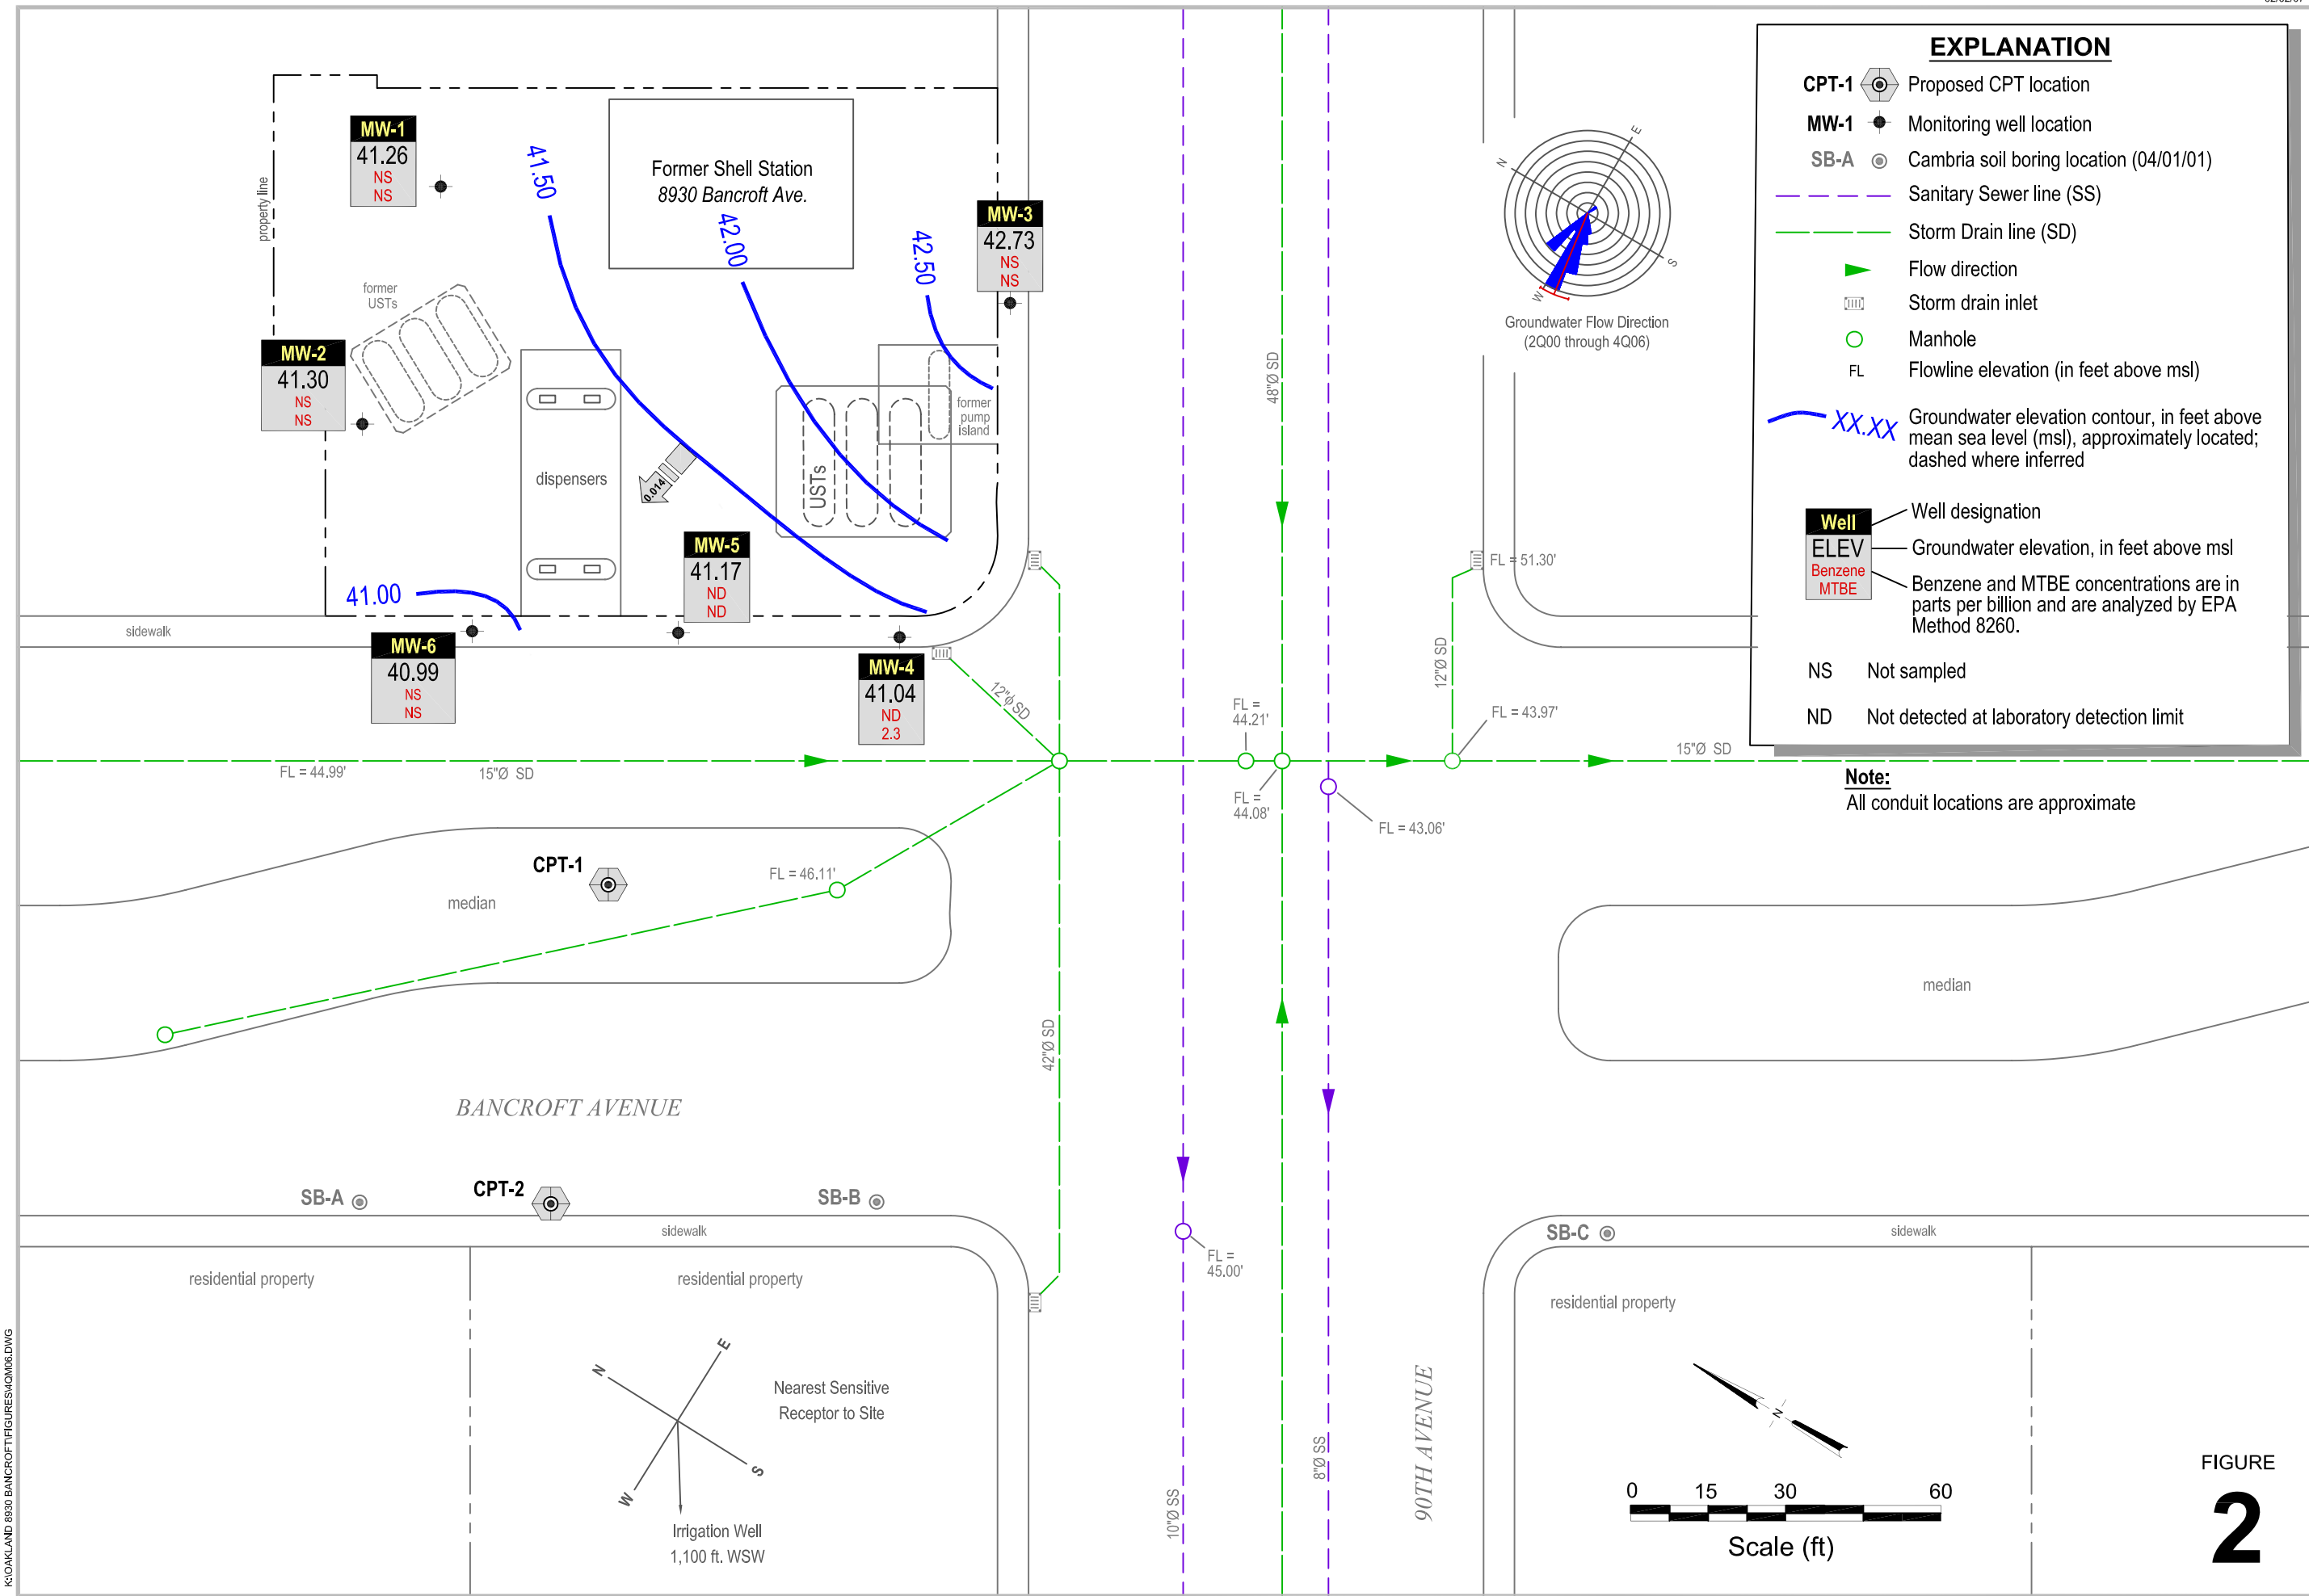 EXPLANATION
CPT-1 Proposed CPT location
MW-1 Monitoring well location
SB-A Cambria soil boring location (04/01/01)
Sanitary Sewer line (SS)
Storm Drain line (SD)
Flow direction
Storm drain inlet
Manhole
FL Flowline elevation (in feet above msl)
XX.XX Groundwater elevation contour, in feet above
mean sea level (msl), approximately located;
dashed where inferred
Well
ELEV
Benzene
MTBE
Well designation
Groundwater elevation, in feet above msl
Benzene and MTBE concentrations are in
parts per billion and are analyzed by EPA
Method 8260.
NS Not sampled
ND Not detected at laboratory detection limit
Note:
All conduit locations are approximate
MW-1
41.26
NS
NS
property line
former
USTs
MW-2
41.30
NS
NS
41.50
Former Shell Station
8930 Bancroft Ave.
42.00
42.50
MW-3
42.73
NS
NS
former
pump
island
USTs
dispensers
0.014
MW-5
41.17
ND
ND
41.00
sidewalk
MW-6
40.99
NS
NS
MW-4
41.04
ND
2.3
N
E
S
W
Groundwater Flow Direction
(2Q00 through 4Q06)
48"Ø SD
FL = 51.30'
12"Ø SD
12"ϕ SD
FL =
44.21'
FL = 43.97'
15"Ø SD
FL = 44.99'
15"Ø SD
FL =
44.08'
FL = 43.06'
CPT-1
FL = 46.11'
median
median
42"Ø SD
BANCROFT AVENUE
SB-A
CPT-2
SB-B
sidewalk
SB-C
sidewalk
FL =
45.00'
residential property
residential property
residential property
N
E
S
W
Nearest Sensitive
Receptor to Site
Irrigation Well
1,100 ft. WSW
10"Ø SS
8"Ø SS
90TH AVENUE
N
0 15 30 60
Scale (ft)
FIGURE
2
K:\OAKLAND 8930 BANCROFT\FIGURES\4QM06.DWG